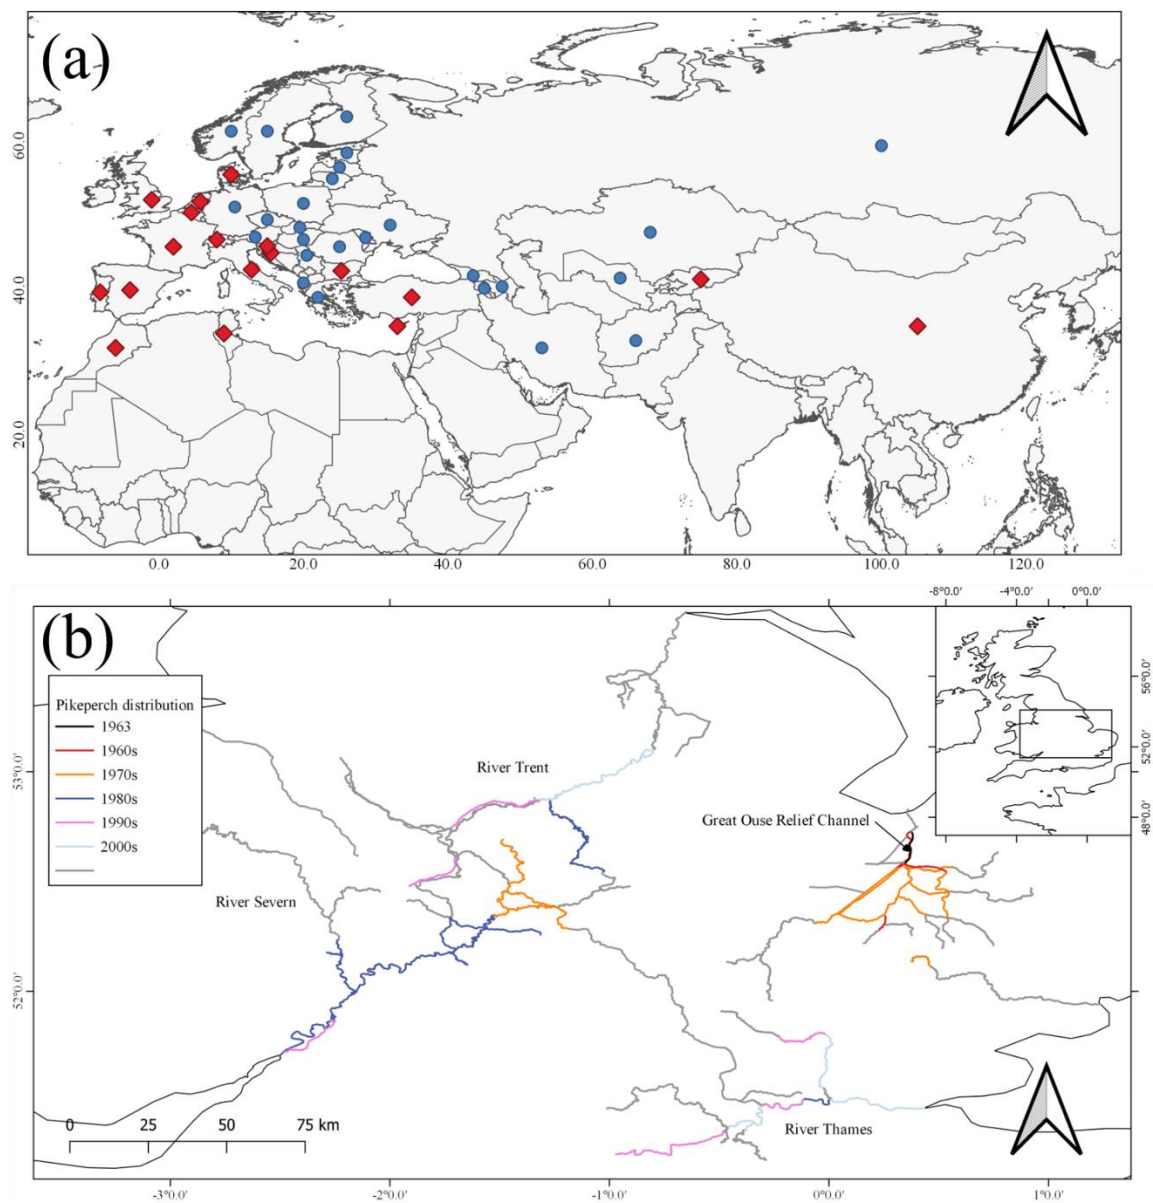 (a)
60.0
40.0
20.0
0.0 20.0 40.0 60.0 80.0 100.0 120.0
(b)
-8°0.0' -4°0.0' 0°0.0'
56°0.0'
52°0.0'
48°0.0'
Pikeperch distribution
1963
1960s
1970s
1980s
1990s
2000s
53°0.0'
52°0.0'
River Trent
Great Ouse Relief Channel
River Severn
River Thames
0 25 50 75 km
-3°0.0' -2°0.0' -1°0.0' 0°0.0' 1°0.0'